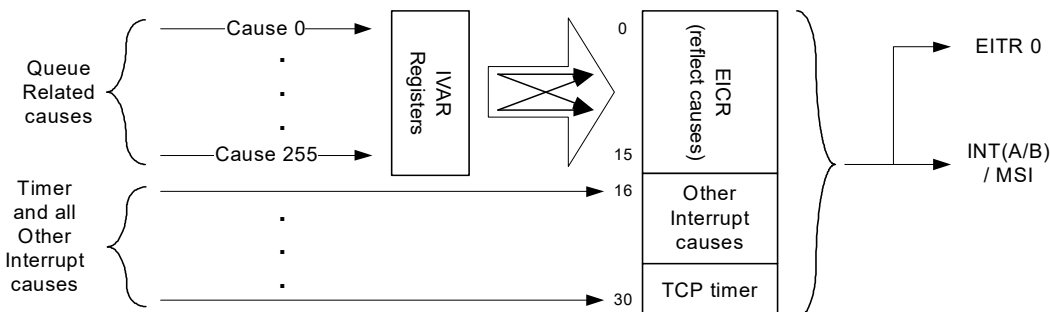 Queue
Related
causes
Cause 0
.
.
.
Cause 255
IVAR
Registers
0
15
EICR
(reflect causes)
Timer
and all
Other
Interrupt
causes
.
.
.
16
30
Other
Interrupt
causes
TCP timer
EITR 0
INT(A/B)
/ MSI